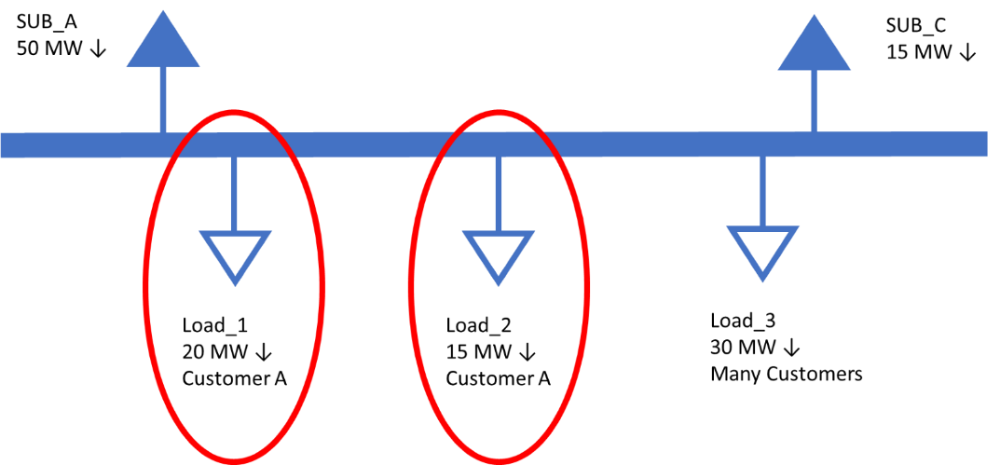 SUB_A
50 MW ↓
SUB_C
15 MW ↓
Load_1
20 MW ↓
Customer A
Load_2
15 MW ↓
Customer A
Load_3
30 MW ↓
Many Customers